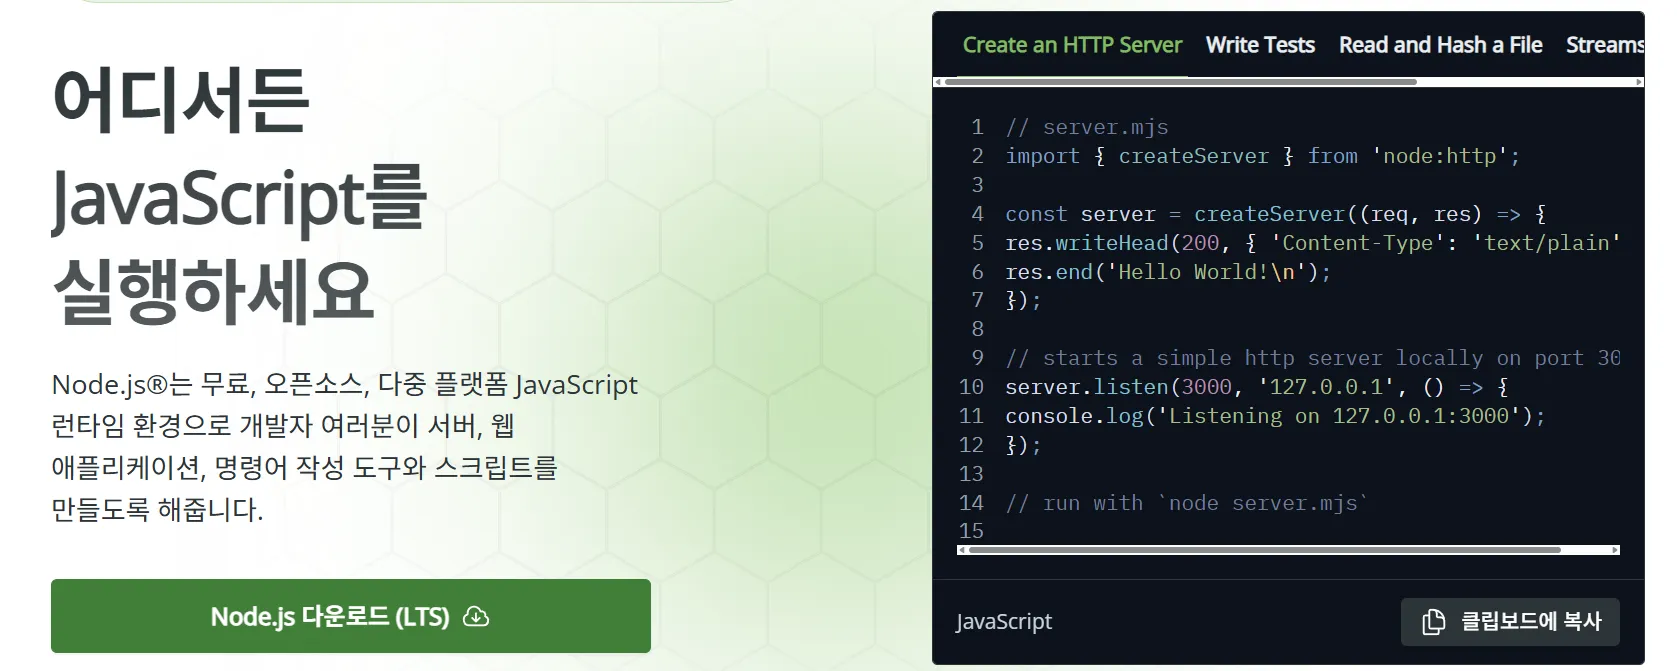 어디서든
JavaScript를
실행하세요
Node.js®는 무료, 오픈소스, 다중 플랫폼 JavaScript
런타임 환경으로 개발자 여러분이 서버, 웹
애플리케이션, 명령어 작성 도구와 스크립트를
만들도록 해줍니다.
Node.js 다운로드 (LTS)
Create an HTTP Server Write Tests Read and Hash a File Streams
1 // server.mjs
2 import { createServer } from 'node:http';
3
4 const server = createServer((req, res) => {
5 res.writeHead(200, { 'Content-Type': 'text/plain'
6 res.end('Hello World!\n');
7 });
8
9 // starts a simple http server locally on port 30
10 server.listen(3000, '127.0.0.1', () => {
11 console.log('Listening on 127.0.0.1:3000');
12 });
13
14 // run with `node server.mjs`
15
JavaScript
클립보드에 복사